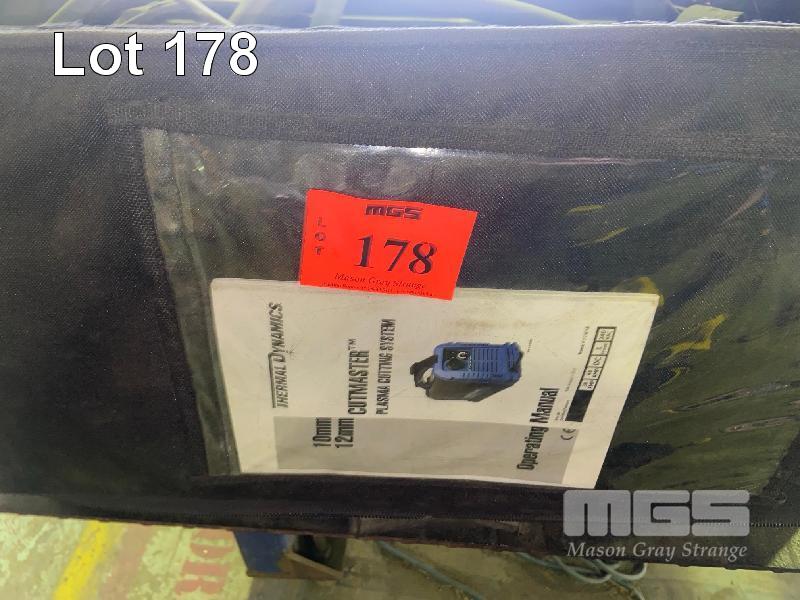 Lot 178
MGS
LOT
178
Mason Gray Strange
THERMAL DYNAMICS
10mm
12mm CUTMASTER™
PLASMA CUTTING SYSTEM
Operating Manual
CE
MGS
Mason Gray Strange